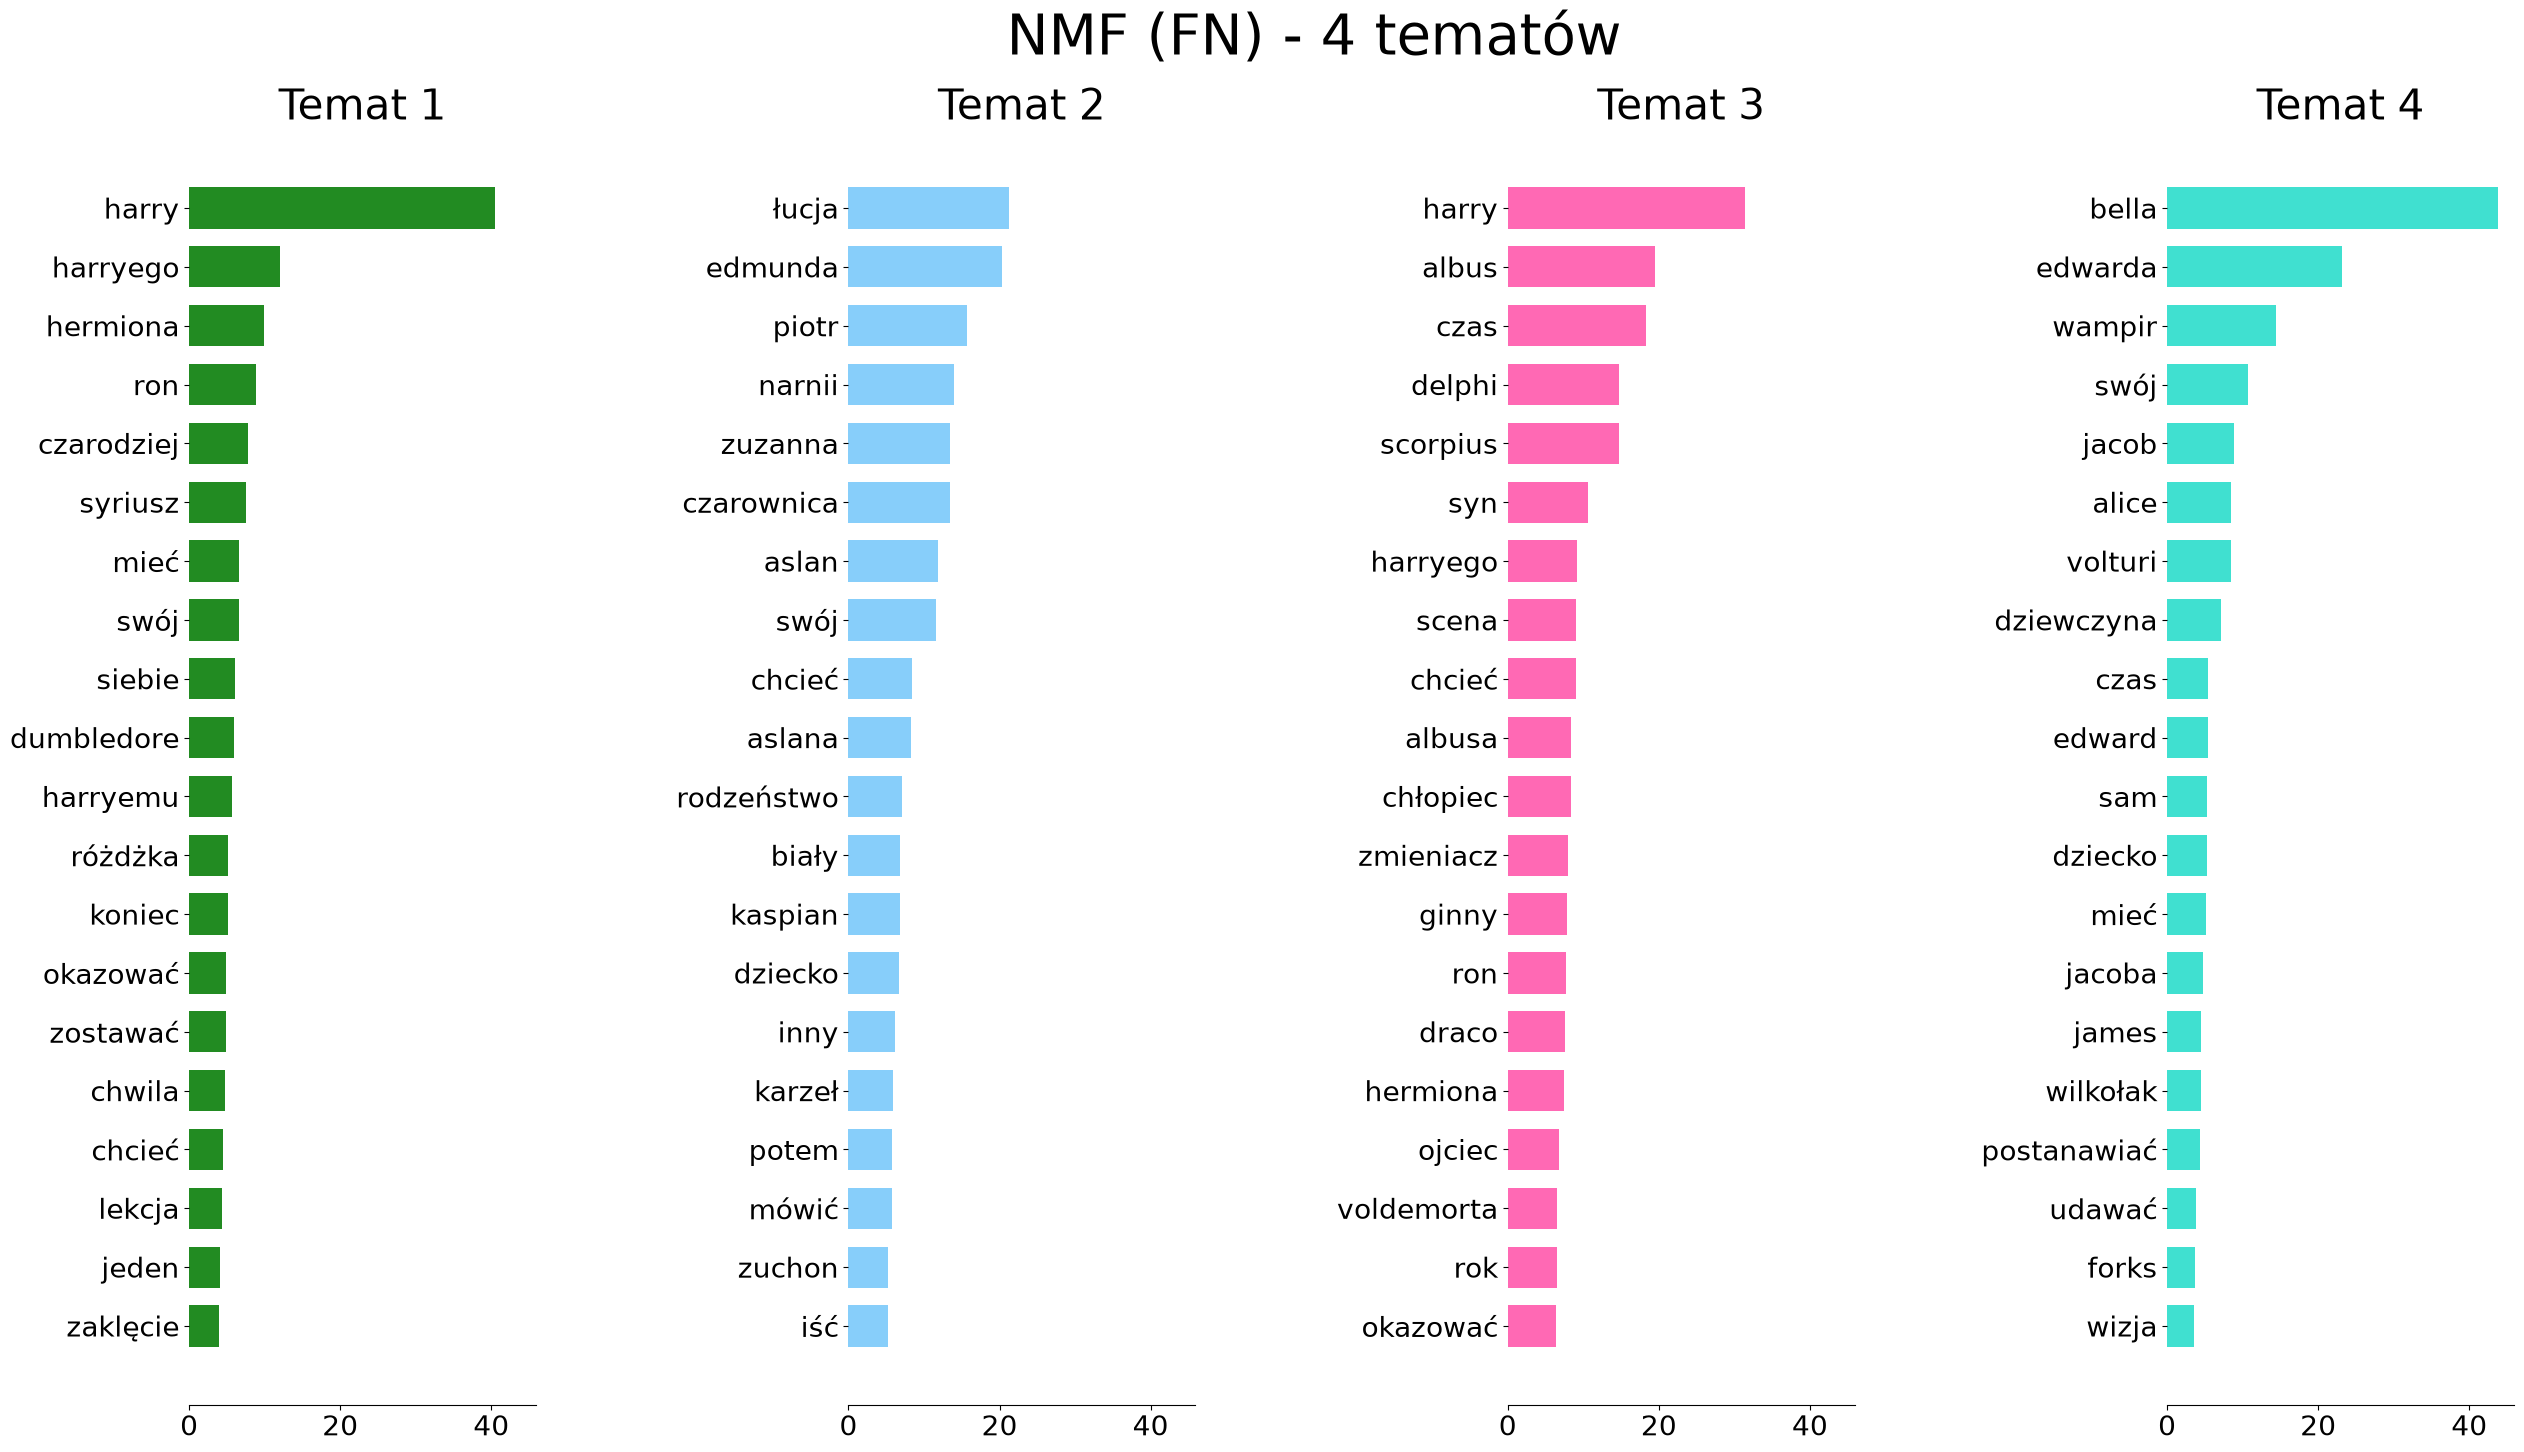 NMF (FN) - 4 tematów
Temat 1
harry
harryego
hermiona
ron
czarodziej
syriusz
mieć
swój
siebie
dumbledore
harryemu
różdżka
koniec
okazować
zostawać
chwila
chcieć
lekcja
jeden
zaklęcie
0 20 40
Temat 2
łucja
edmunda
piotr
narnii
zuzanna
czarownica
aslan
swój
chcieć
aslana
rodzeństwo
biały
kaspian
dziecko
inny
karzeł
potem
mówić
zuchon
iść
0 20 40
Temat 3
harry
albus
czas
delphi
scorpius
syn
harryego
scena
chcieć
albusa
chłopiec
zmieniacz
ginny
ron
draco
hermiona
ojciec
voldemorta
rok
okazować
0 20 40
Temat 4
bella
edwarda
wampir
swój
jacob
alice
volturi
dziewczyna
czas
edward
sam
dziecko
mieć
jacoba
james
wilkołak
postanawiać
udawać
forks
wizja
0 20 40